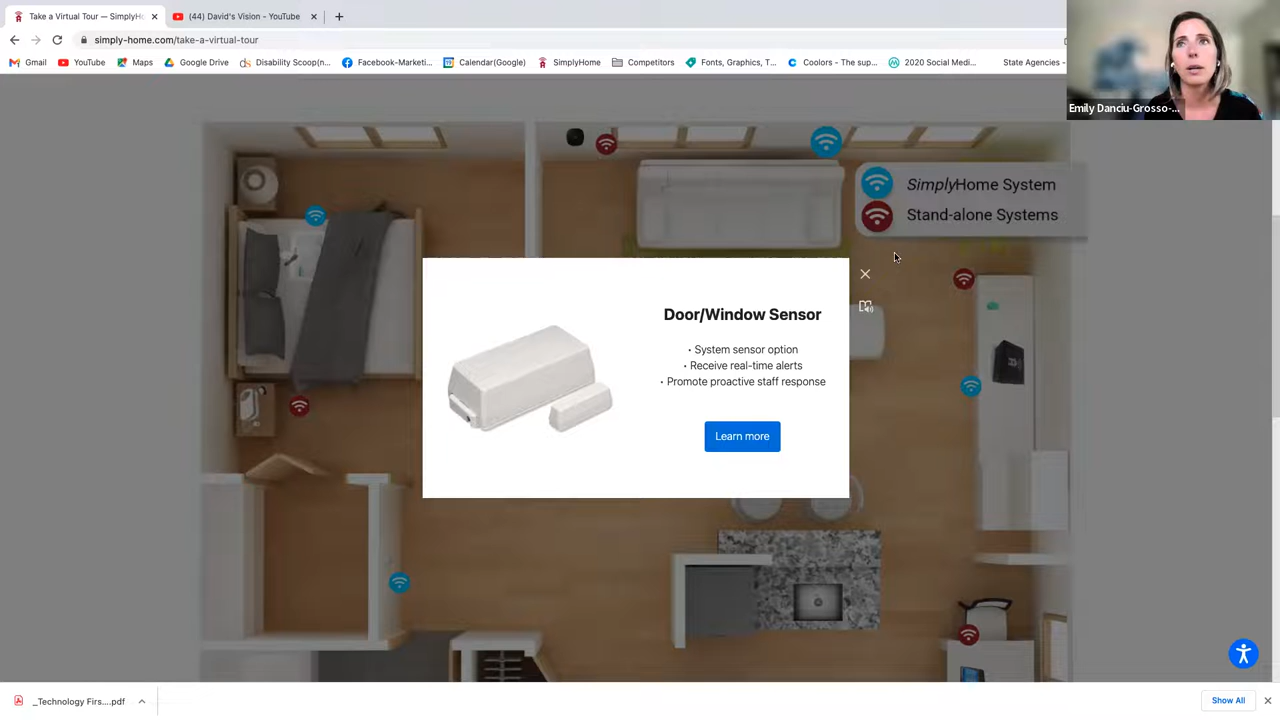 Take a Virtual Tour — SimplyHo
(44) David's Vision - YouTube
simply-home.com/take-a-virtual-tour
Gmail
YouTube
Maps
Google Drive
Disability Scoop(n...
Facebook-Marketi...
Calendar(Google)
SimplyHome
Competitors
Fonts, Graphics, T...
Coolors - The sup...
2020 Social Medi...
State Agencies -
Emily Danciu-Grosso-...
SimplyHome System
Stand-alone Systems
Door/Window Sensor
• System sensor option
• Receive real-time alerts
• Promote proactive staff response
Learn more
_Technology Firs....pdf
Show All